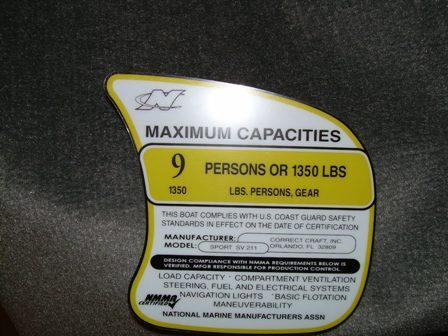 MAXIMUM CAPACITIES
9 PERSONS OR 1350 LBS
1350 LBS. PERSONS, GEAR
THIS BOAT COMPLIES WITH U.S. COAST GUARD SAFETY
STANDARDS IN EFFECT ON THE DATE OF CERTIFICATION
MANUFACTURER: CORRECT CRAFT, INC.
MODEL: SPORT SV 211 ORLANDO, FL 32809
DESIGN COMPLIANCE WITH NMMA REQUIREMENTS BELOW IS
VERIFIED. MFGR RESPONSIBLE FOR PRODUCTION CONTROL.
LOAD CAPACITY · COMPARTMENT VENTILATION
STEERING, FUEL AND ELECTRICAL SYSTEMS
NAVIGATION LIGHTS · BASIC FLOTATION
MANEUVERABILITY
NMMA
CERTIFIED
NATIONAL MARINE MANUFACTURERS ASSN